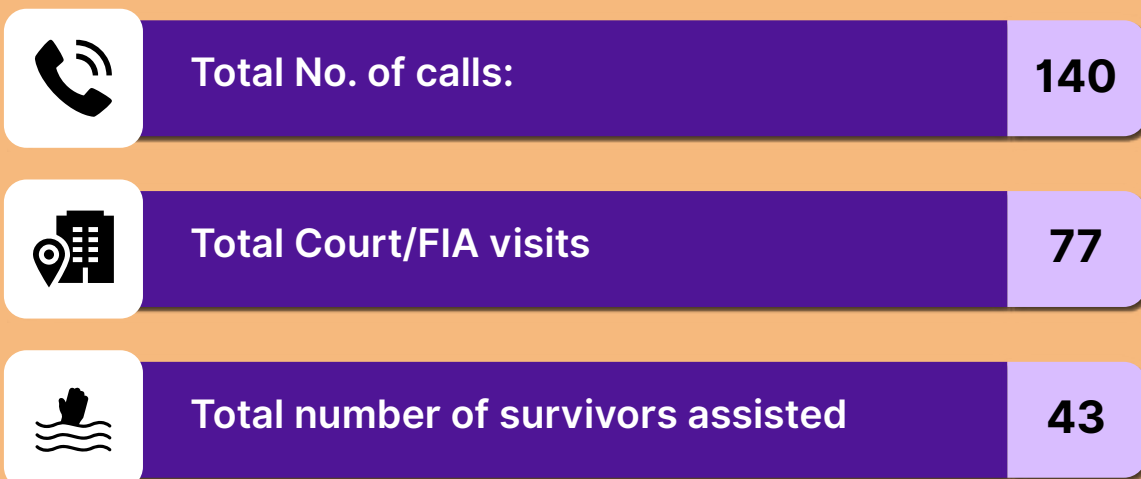 Total No. of calls: 140
Total Court/FIA visits 77
Total number of survivors assisted 43